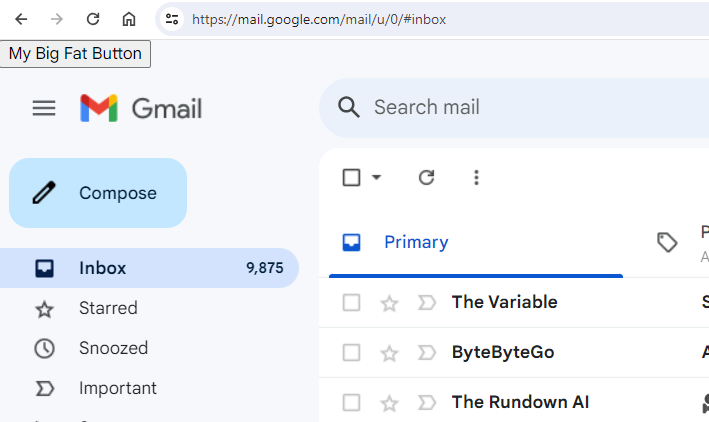 https://mail.google.com/mail/u/0/#inbox
My Big Fat Button
Gmail
Search mail
Compose
Primary
P
A
Inbox 9,875
Starred
The Variable S
Snoozed
ByteByteGo A
Important
The Rundown AI